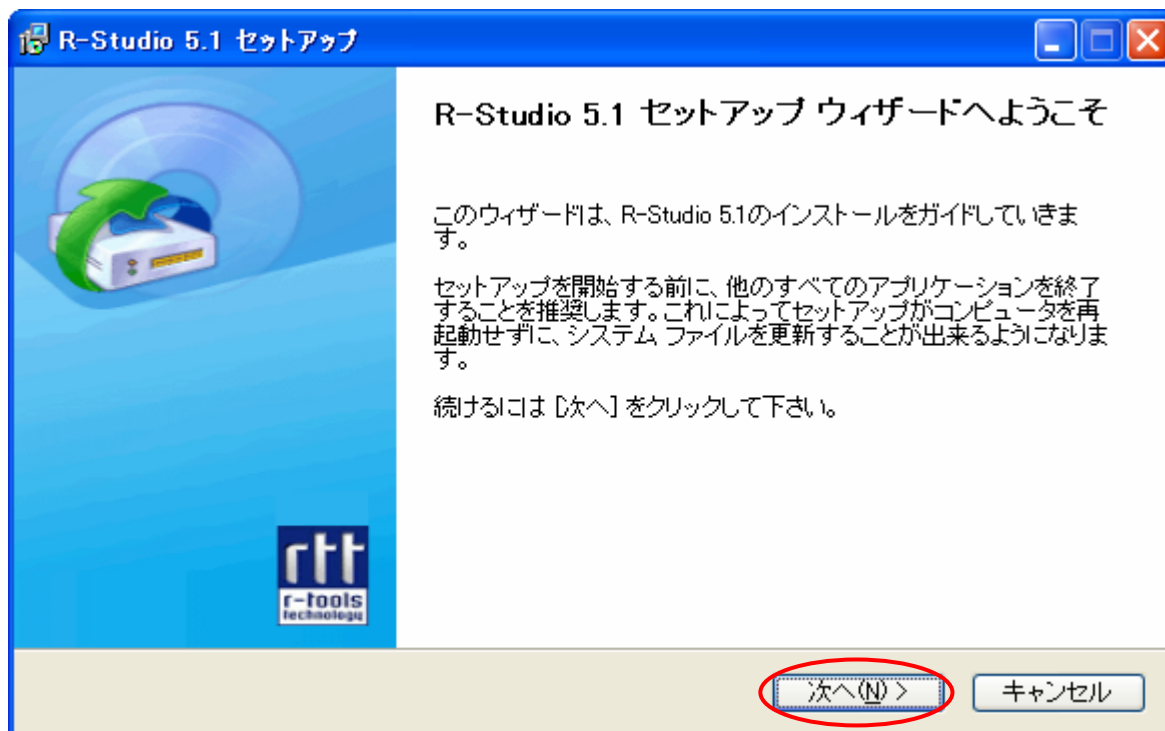 R-Studio 5.1 セットアップ
R-Studio 5.1 セットアップ ウィザードへようこそ
このウィザードは、R-Studio 5.1のインストールをガイドしていきま
す。
セットアップを開始する前に、他のすべてのアプリケーションを終了
することを推奨します。これによってセットアップがコンピュータを再
起動せずに、システム ファイルを更新することが出来るようになりま
す。
続けるには [次へ] をクリックして下さい。
rtt
r-tools
technology
次へ(N) >
キャンセル